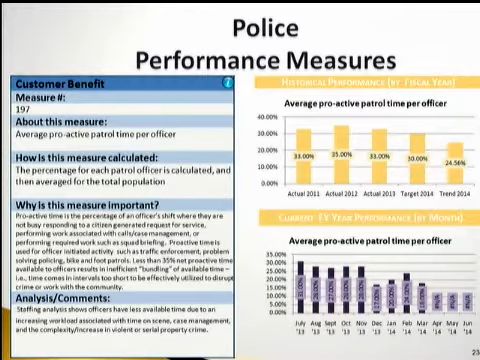 Police
Performance Measures
Customer Benefit
Measure #:
197
About this measure:
Average pro-active patrol time per officer
How is this measure calculated:
The percentage for each patrol officer is calculated, and
then averaged for the total population
Why is this measure important?
Pro-active time is the percentage of an officer's shift where they are
not busy responding to a citizen generated request for service,
performing work associated with calls/case management, or
performing required work such as squad briefing. Proactive time is
used for officer initiated activity such as traffic enforcement, problem
solving policing, bike and foot patrols. Less than 35% net proactive time
available to officers results in inefficient "bundling" of available time –
i.e., time comes in intervals too short to be effectively utilized to disrupt
crime or work with the community.
Analysis/Comments:
Staffing analysis shows officers have less available time due to an
increasing workload associated with time on scene, case management,
and the complexity/increase in violent or serial property crime.
Historical Performance (by Fiscal Year)
Average pro-active patrol time per officer
40.00%
30.00%
20.00%
10.00%
0.00%
33.00%
35.00%
33.00%
30.00%
24.56%
Actual 2011
Actual 2012
Actual 2013
Target 2014
Trend 2014
Current FY Year Performance (by Month)
Average pro-active patrol time per officer
35.00%
30.00%
25.00%
20.00%
15.00%
10.00%
5.00%
0.00%
#N/A
#N/A
#N/A
July '13
Aug '13
Sep '13
Oct '13
Nov '13
Dec '13
Jan '14
Feb '14
Mar '14
Apr '14
May '14
Jun '14
23